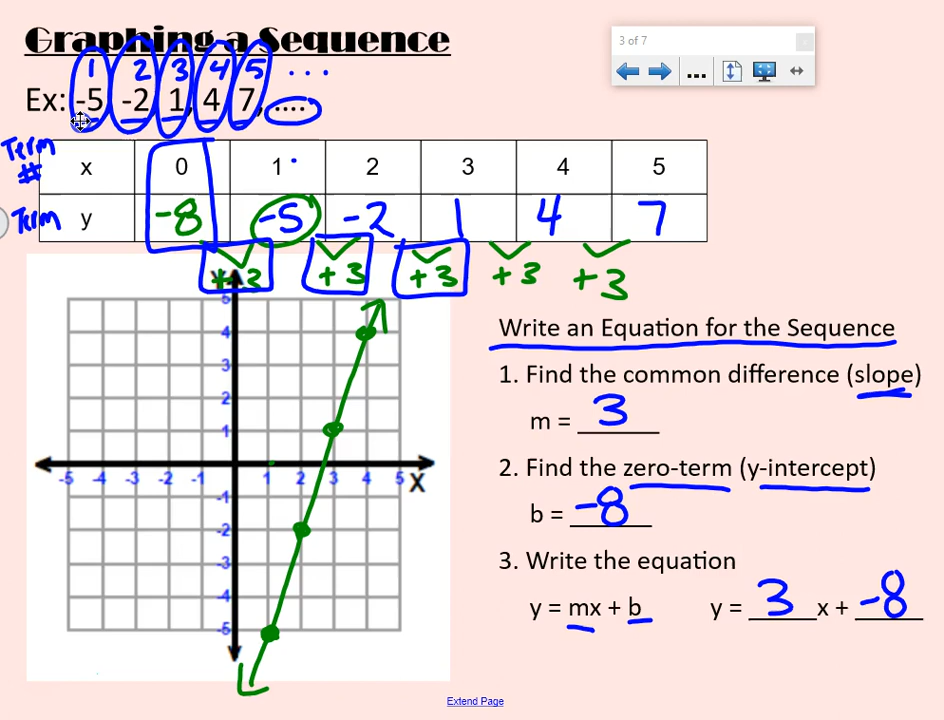 Graphing a Sequence
3 of 7
1 2 3 4 5 ...
Ex: -5, -2, 1, 4, 7, .....
Term #
x 0 1 2 3 4 5
Term
y -8 -5 -2 1 4 7
+3 +3 +3 +3 +3
Y
5
4
3
2
1
-5 -4 -3 -2 -1 1 2 3 4 5 X
-1
-2
-3
-4
-5
Write an Equation for the Sequence
1. Find the common difference (slope)
m = 3
2. Find the zero-term (y-intercept)
b = -8
3. Write the equation
y = mx + b y = 3 x + -8
Extend Page